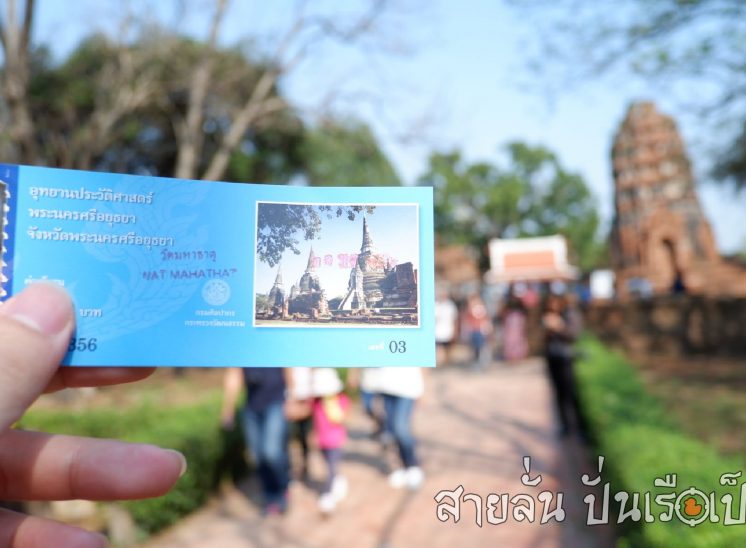 อุทยานประวัติศาสตร์
พระนครศรีอยุธยา
จังหวัดพระนครศรีอยุธยา
วัดมหาธาตุ
WAT MAHATHAT
บาท
กรมศิลปากร
กระทรวงวัฒนธรรม
356
เลขที่ 03
สายลั่น ปั่นเรือเป็